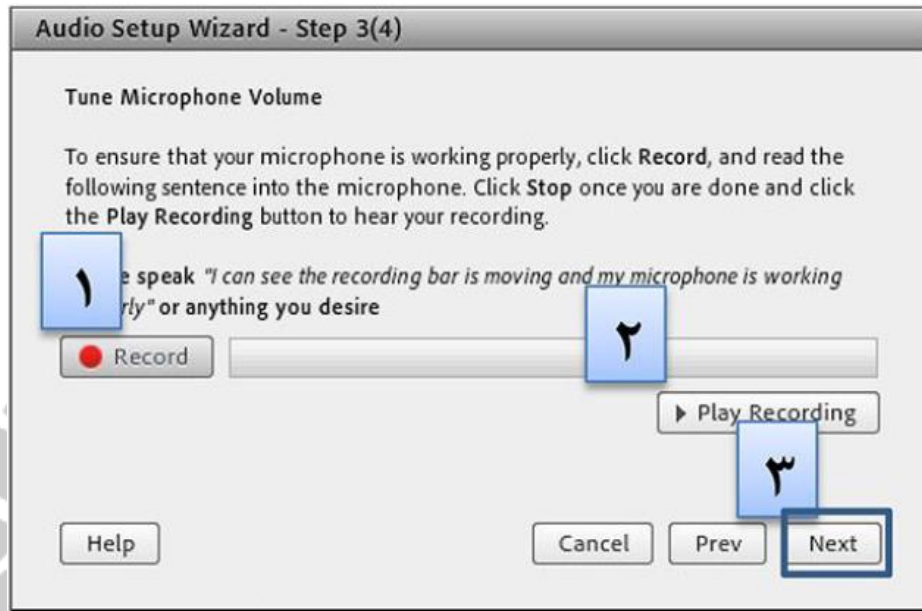 Audio Setup Wizard - Step 3(4)
Tune Microphone Volume
To ensure that your microphone is working properly, click Record, and read the
following sentence into the microphone. Click Stop once you are done and click
the Play Recording button to hear your recording.
speak "I can see the recording bar is moving and my microphone is working
or anything you desire
۱
۲
Record
Play Recording
۳
Help
Cancel
Prev
Next